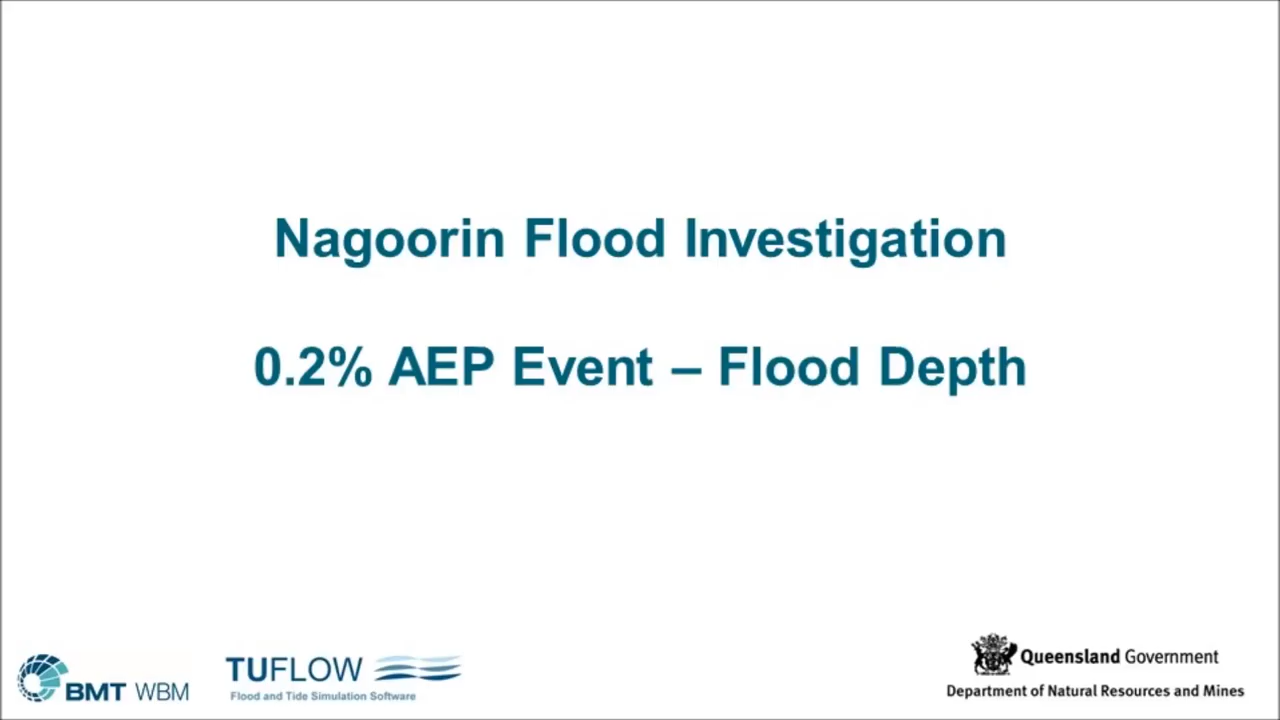 Nagoorin Flood Investigation
0.2% AEP Event – Flood Depth
BMT WBM
TUFLOW
Flood and Tide Simulation Software
Queensland Government
Department of Natural Resources and Mines